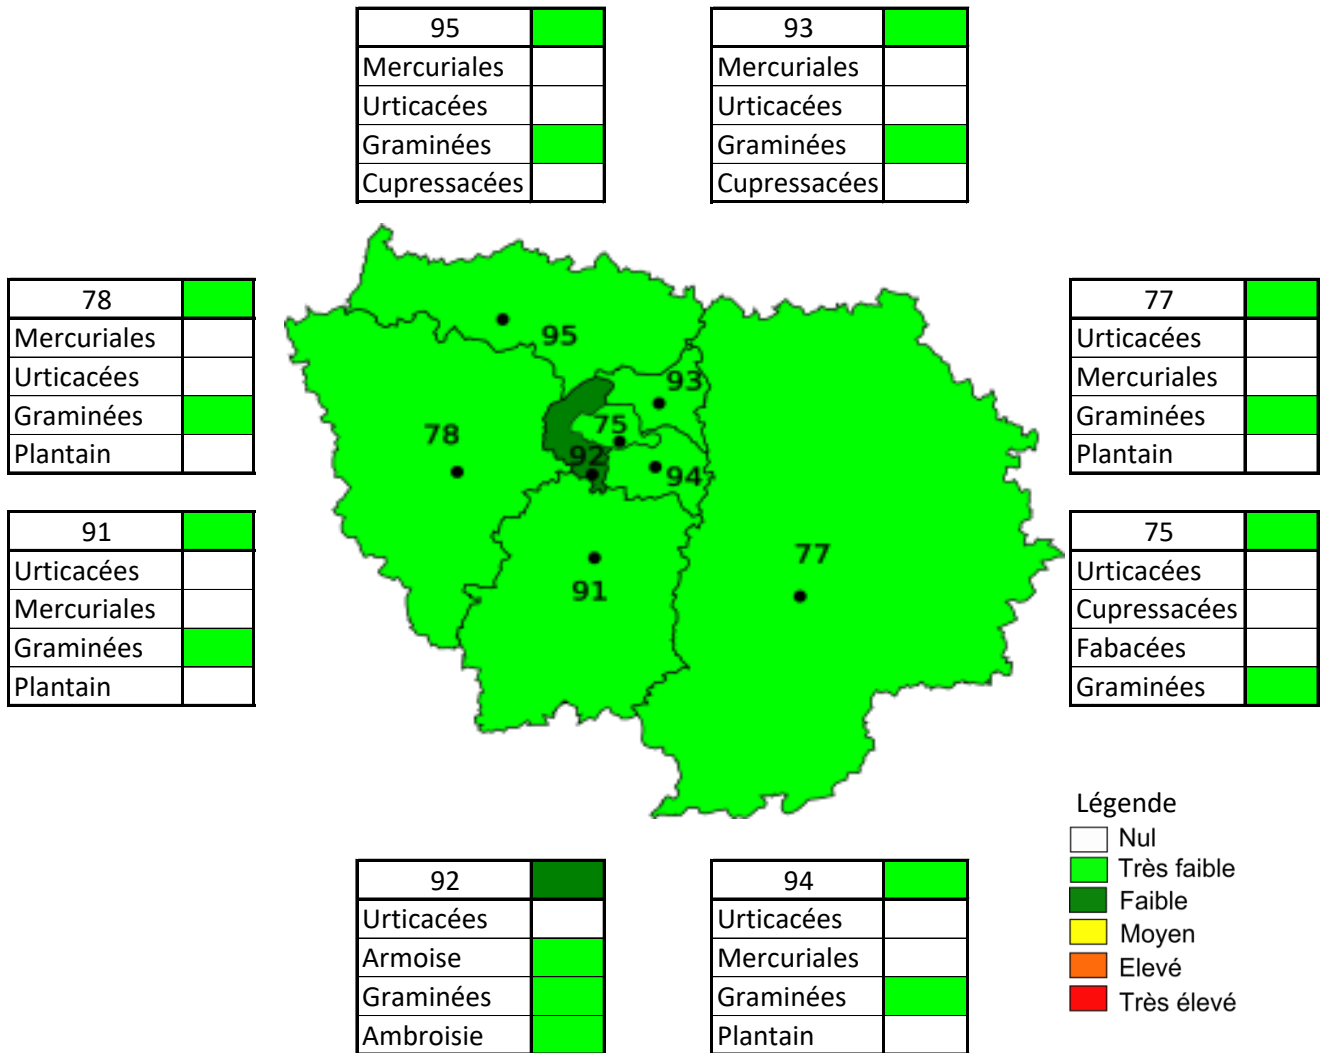 95
Mercuriales
Urticacées
Graminées
Cupressacées
93
Mercuriales
Urticacées
Graminées
Cupressacées
78
Mercuriales
Urticacées
Graminées
Plantain
91
Urticacées
Mercuriales
Graminées
Plantain
95
93
75
78
92
94
77
91
77
Urticacées
Mercuriales
Graminées
Plantain
75
Urticacées
Cupressacées
Fabacées
Graminées
92
Urticacées
Armoise
Graminées
Ambroisie
94
Urticacées
Mercuriales
Graminées
Plantain
Légende
Nul
Très faible
Faible
Moyen
Elevé
Très élevé